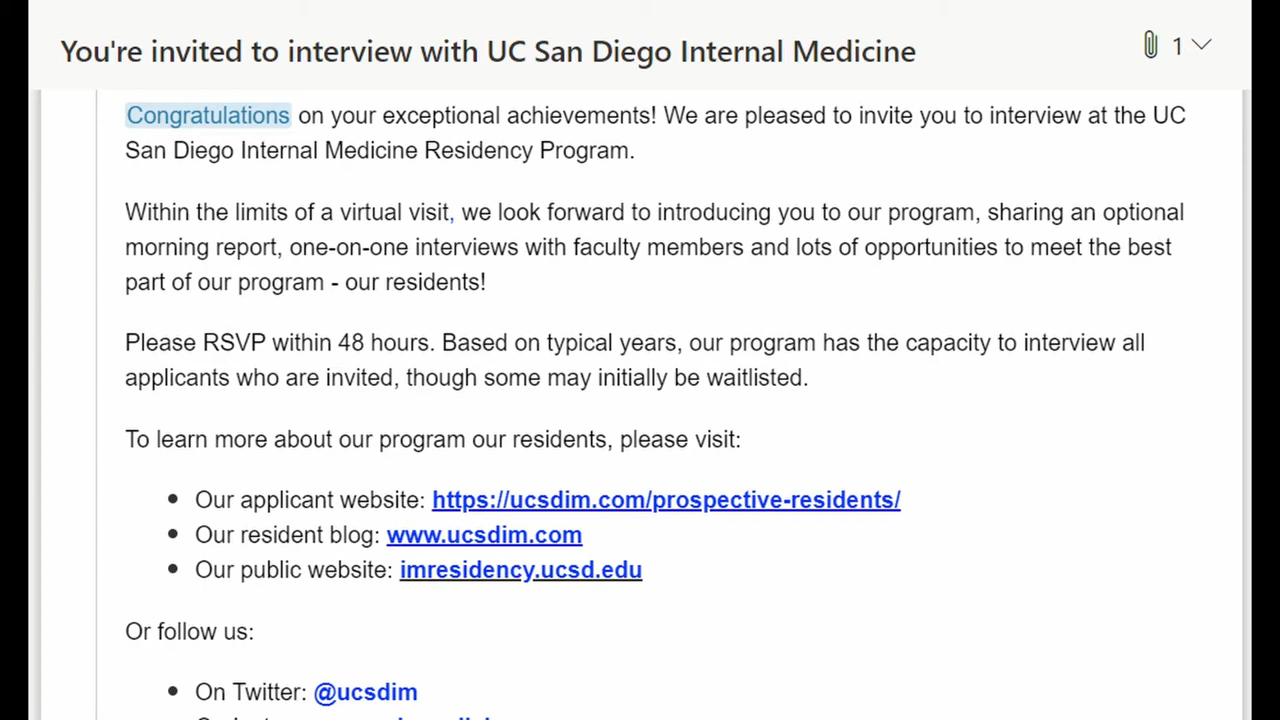 You're invited to interview with UC San Diego Internal Medicine
1
Congratulations on your exceptional achievements! We are pleased to invite you to interview at the UC
San Diego Internal Medicine Residency Program.
Within the limits of a virtual visit, we look forward to introducing you to our program, sharing an optional
morning report, one-on-one interviews with faculty members and lots of opportunities to meet the best
part of our program - our residents!
Please RSVP within 48 hours. Based on typical years, our program has the capacity to interview all
applicants who are invited, though some may initially be waitlisted.
To learn more about our program our residents, please visit:
• Our applicant website: https://ucsdim.com/prospective-residents/
• Our resident blog: www.ucsdim.com
• Our public website: imresidency.ucsd.edu
Or follow us:
• On Twitter: @ucsdim